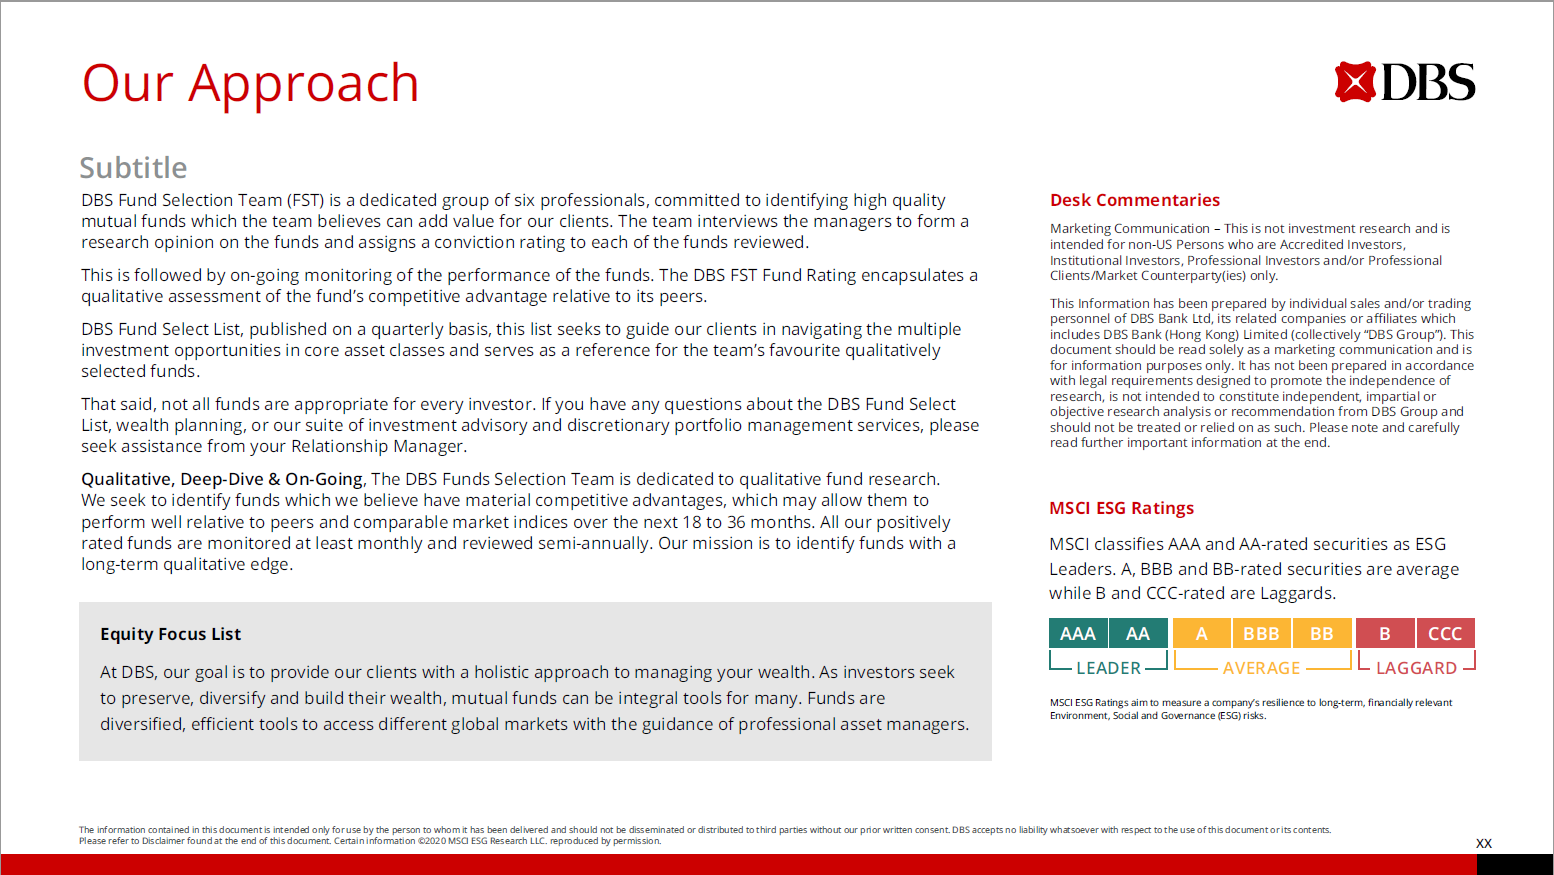 Our Approach
DBS
Subtitle
DBS Fund Selection Team (FST) is a dedicated group of six professionals, committed to identifying high quality
mutual funds which the team believes can add value for our clients. The team interviews the managers to form a
research opinion on the funds and assigns a conviction rating to each of the funds reviewed.
This is followed by on-going monitoring of the performance of the funds. The DBS FST Fund Rating encapsulates a
qualitative assessment of the fund’s competitive advantage relative to its peers.
DBS Fund Select List, published on a quarterly basis, this list seeks to guide our clients in navigating the multiple
investment opportunities in core asset classes and serves as a reference for the team’s favourite qualitatively
selected funds.
That said, not all funds are appropriate for every investor. If you have any questions about the DBS Fund Select
List, wealth planning, or our suite of investment advisory and discretionary portfolio management services, please
seek assistance from your Relationship Manager.
Qualitative, Deep-Dive & On-Going, The DBS Funds Selection Team is dedicated to qualitative fund research.
We seek to identify funds which we believe have material competitive advantages, which may allow them to
perform well relative to peers and comparable market indices over the next 18 to 36 months. All our positively
rated funds are monitored at least monthly and reviewed semi-annually. Our mission is to identify funds with a
long-term qualitative edge.
Equity Focus List
At DBS, our goal is to provide our clients with a holistic approach to managing your wealth. As investors seek
to preserve, diversify and build their wealth, mutual funds can be integral tools for many. Funds are
diversified, efficient tools to access different global markets with the guidance of professional asset managers.
Desk Commentaries
Marketing Communication – This is not investment research and is
intended for non-US Persons who are Accredited Investors,
Institutional Investors, Professional Investors and/or Professional
Clients/Market Counterparty(ies) only.
This Information has been prepared by individual sales and/or trading
personnel of DBS Bank Ltd, its related companies or affiliates which
includes DBS Bank (Hong Kong) Limited (collectively “DBS Group”). This
document should be read solely as a marketing communication and is
for information purposes only. It has not been prepared in accordance
with legal requirements designed to promote the independence of
research, is not intended to constitute independent, impartial or
objective research analysis or recommendation from DBS Group and
should not be treated or relied on as such. Please note and carefully
read further important information at the end.
MSCI ESG Ratings
MSCI classifies AAA and AA-rated securities as ESG
Leaders. A, BBB and BB-rated securities are average
while B and CCC-rated are Laggards.
AAA AA A BBB BB B CCC
LEADER AVERAGE LAGGARD
MSCI ESG Ratings aim to measure a company’s resilience to long-term, financially relevant
Environment, Social and Governance (ESG) risks.
The information contained in this document is intended only for use by the person to whom it has been delivered and should not be disseminated or distributed to third parties without our prior written consent. DBS accepts no liability whatsoever with respect to the use of this document or its contents.
Please refer to Disclaimer found at the end of this document. Certain information ©2020 MSCI ESG Research LLC. reproduced by permission.
XX